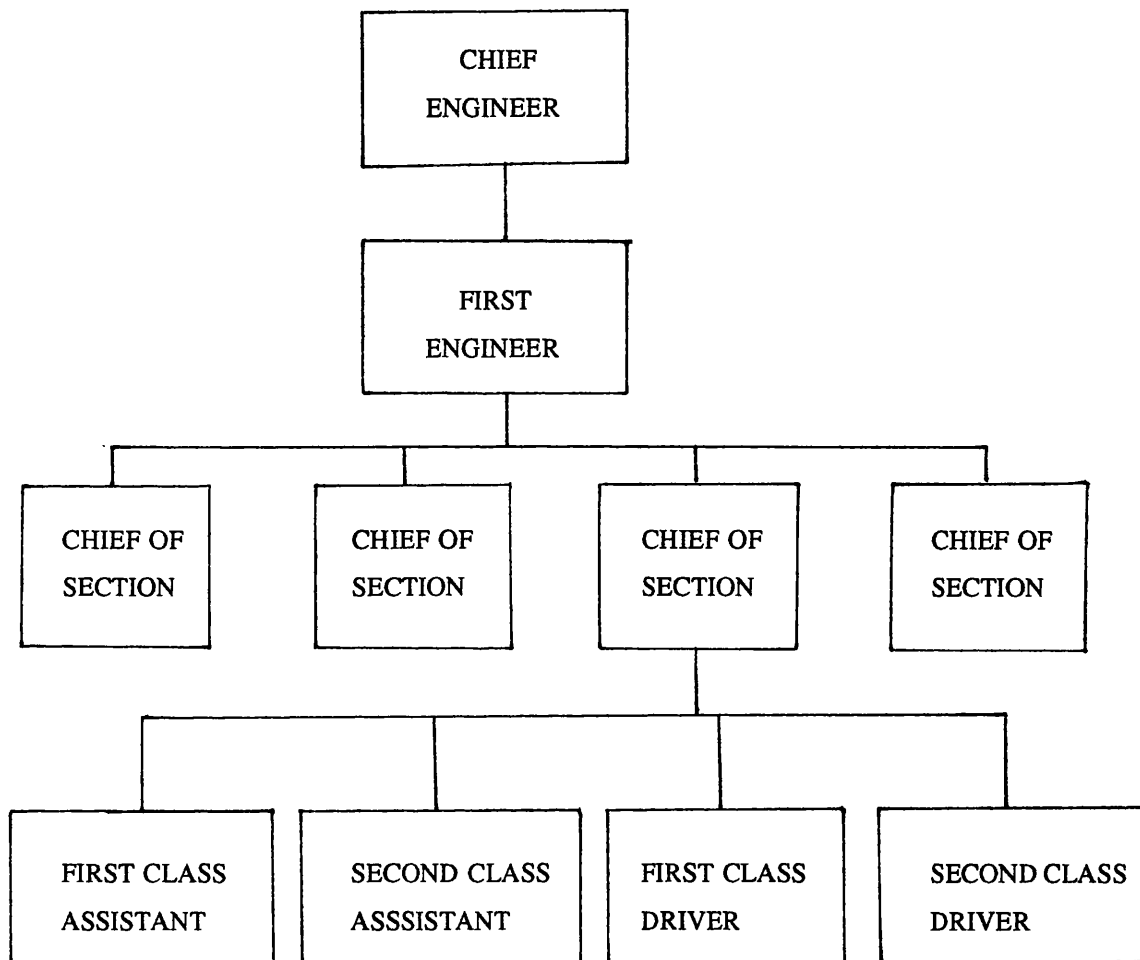 CHIEF
ENGINEER
FIRST
ENGINEER
CHIEF OF
SECTION
CHIEF OF
SECTION
CHIEF OF
SECTION
CHIEF OF
SECTION
FIRST CLASS
ASSISTANT
SECOND CLASS
ASSSISTANT
FIRST CLASS
DRIVER
SECOND CLASS
DRIVER